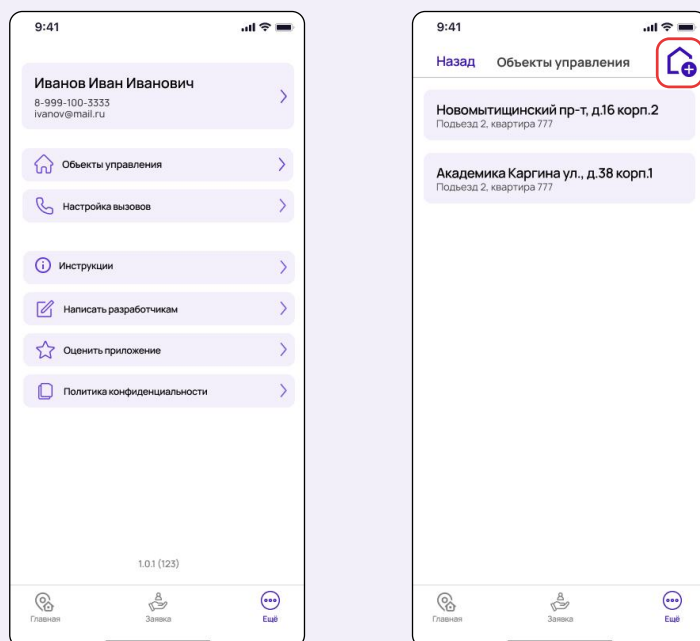 9:41
Иванов Иван Иванович
8-999-100-3333
ivanov@mail.ru
Объекты управления
Настройка вызовов
Инструкции
Написать разработчикам
Оценить приложение
Политика конфиденциальности
1.0.1 (123)
Главная Заявка Ещё
9:41
Назад Объекты управления
Новомытищинский пр-т, д.16 корп.2
Подъезд 2, квартира 777
Академика Каргина ул., д.38 корп.1
Подъезд 2, квартира 777
Главная Заявка Ещё